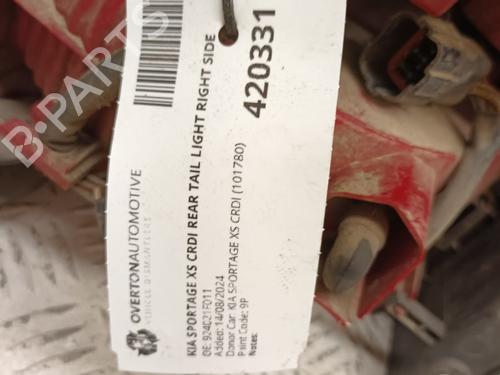 OVERTONAUTOMOTIVE
VEHICLE DISMANTLERS
KIA SPORTAGE XS CRDI REAR TAIL LIGHT RIGHT SIDE
OE: 924021F011
Added: 14/08/2024
Donor Car: KIA SPORTAGE XS CRDI (101780)
Paint Code: 9P
Notes:
420331
B-PARTS